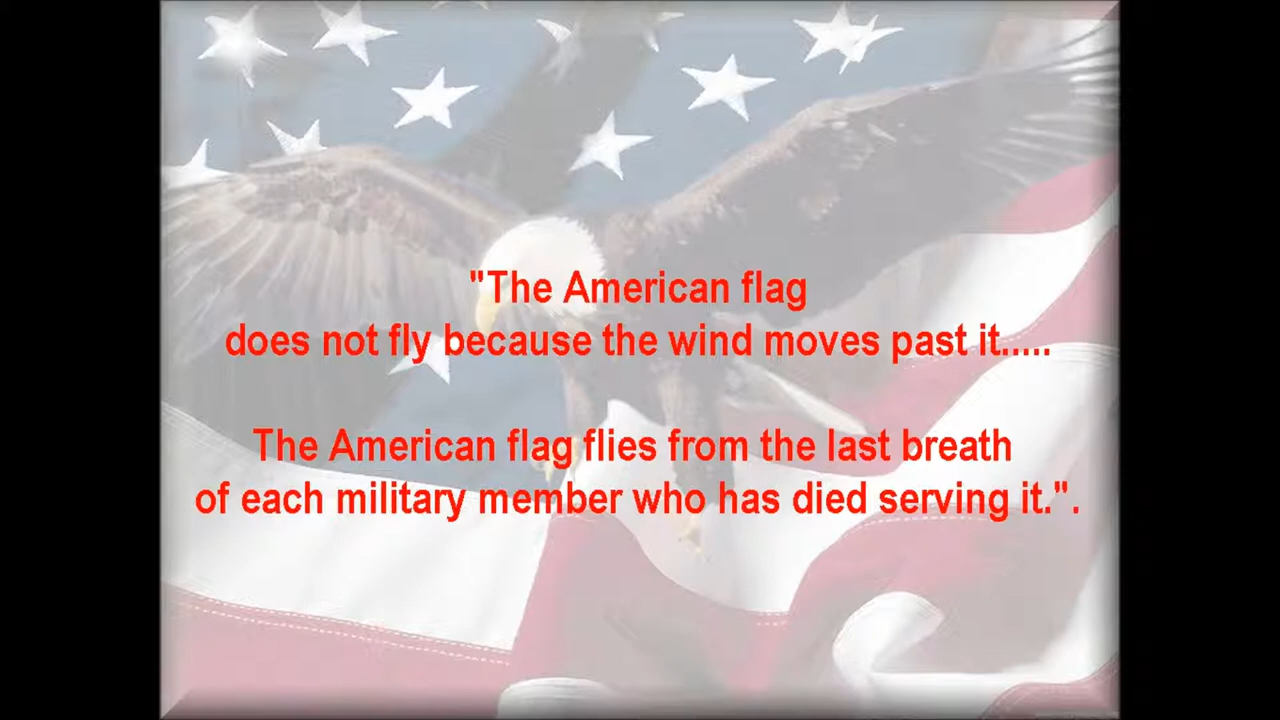 "The American flag
does not fly because the wind moves past it.....
The American flag flies from the last breath
of each military member who has died serving it.".